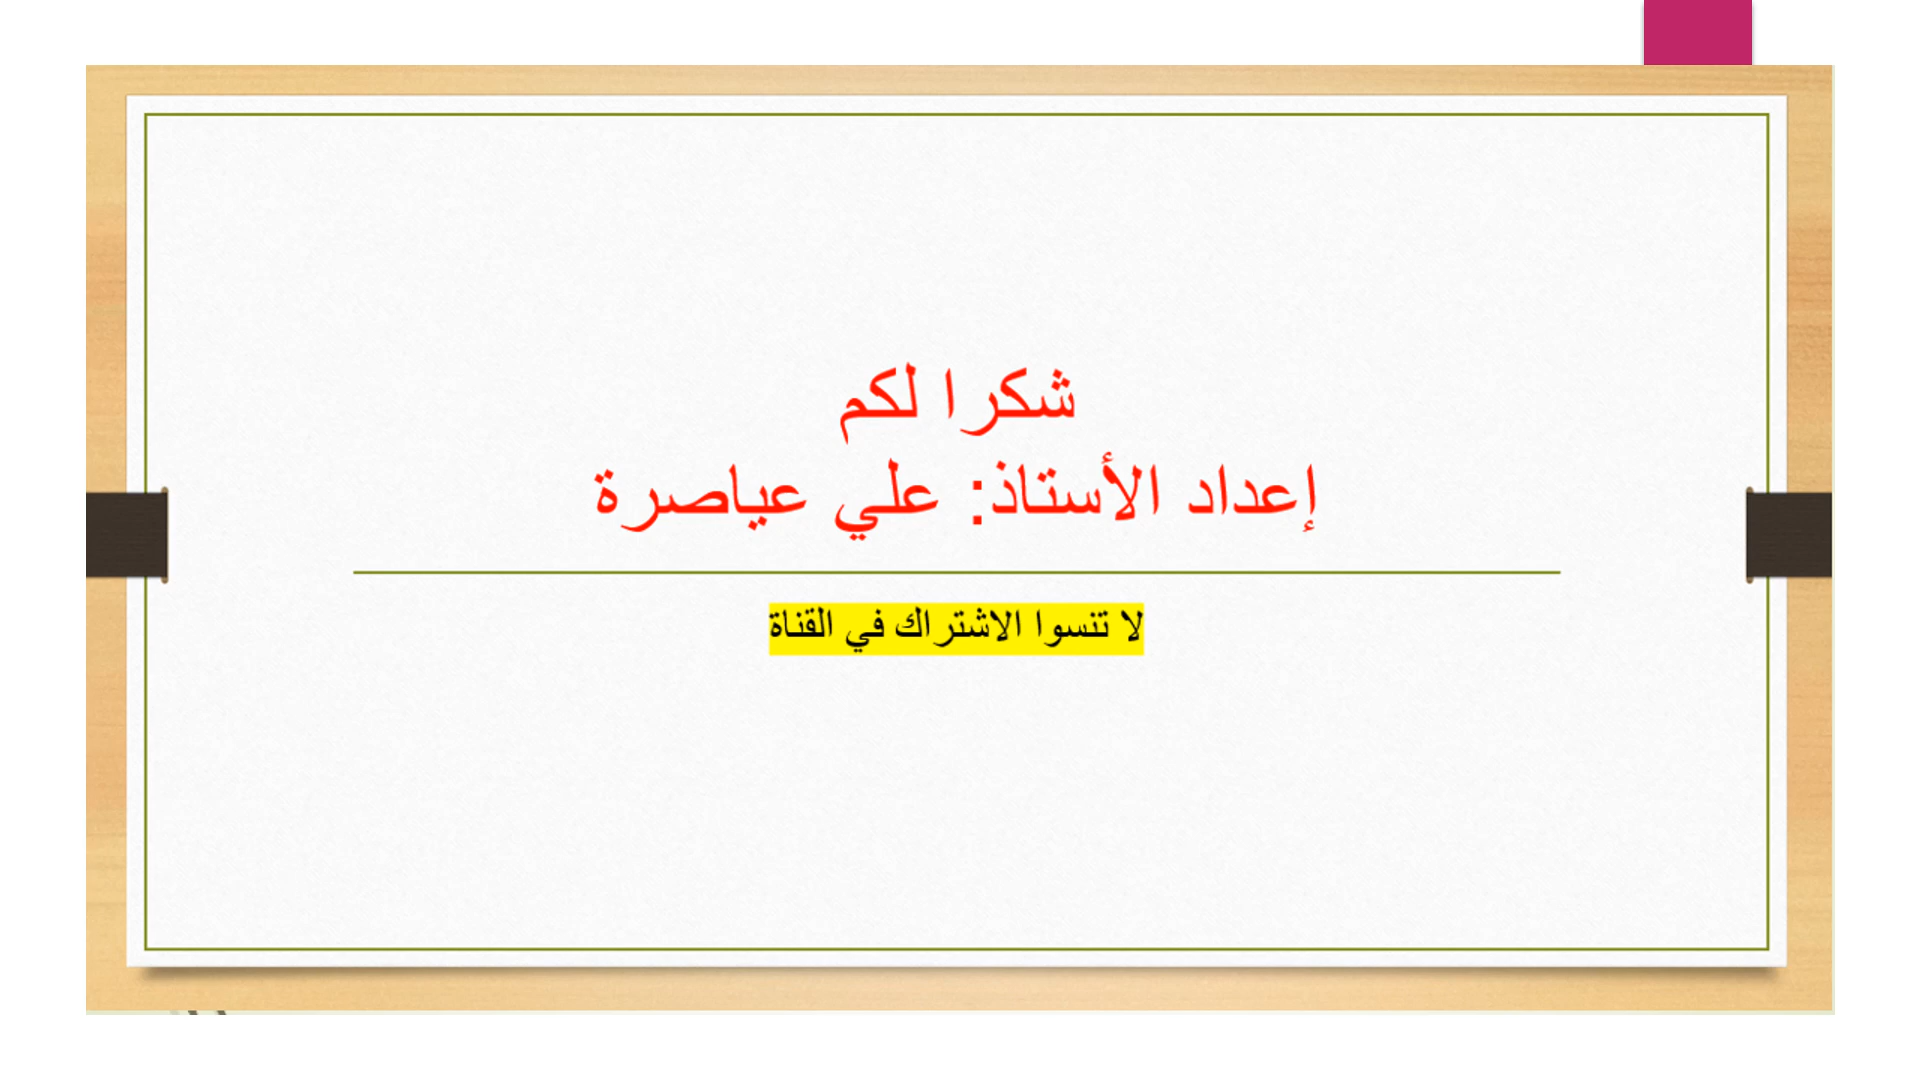 شكرا لكم
إعداد الأستاذ: علي عياصرة
لا تنسوا الاشتراك في القناة